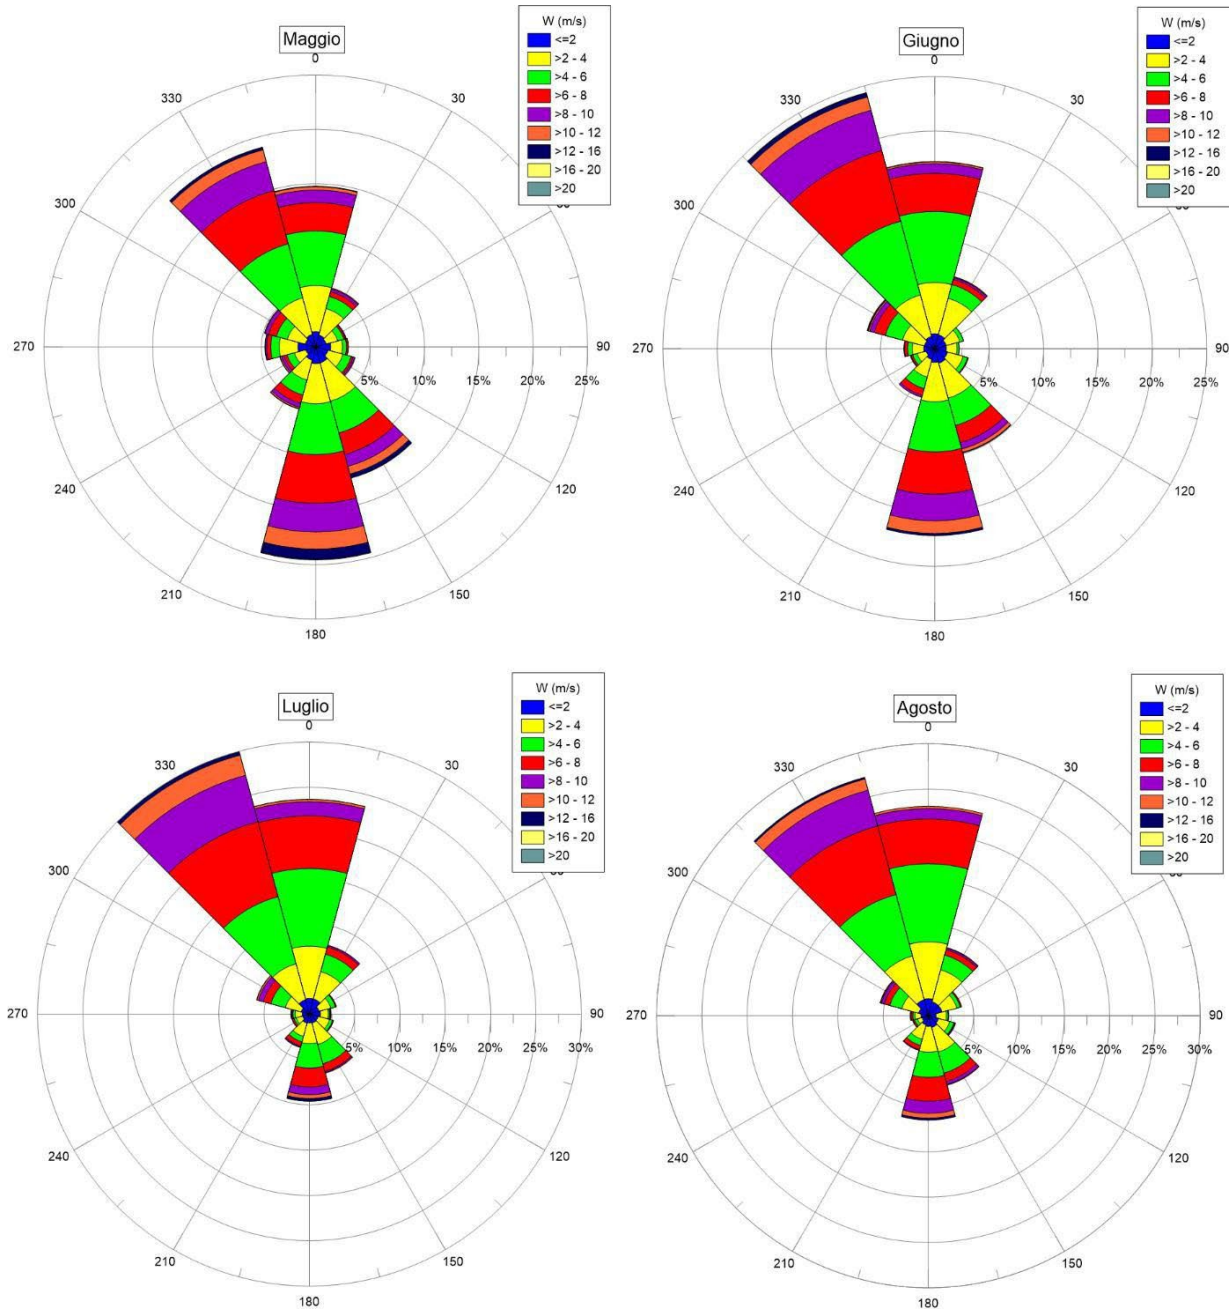 Maggio
W (m/s)
<=2
>2 - 4
>4 - 6
>6 - 8
>8 - 10
>10 - 12
>12 - 16
>16 - 20
>20
0
330
30
300
270
90
5%
10%
15%
20%
25%
240
120
210
150
180
Giugno
W (m/s)
<=2
>2 - 4
>4 - 6
>6 - 8
>8 - 10
>10 - 12
>12 - 16
>16 - 20
>20
0
330
30
300
270
90
5%
10%
15%
20%
25%
240
120
210
150
180
Luglio
W (m/s)
<=2
>2 - 4
>4 - 6
>6 - 8
>8 - 10
>10 - 12
>12 - 16
>16 - 20
>20
0
330
30
300
270
90
5%
10%
15%
20%
25%
30%
240
120
210
150
180
Agosto
W (m/s)
<=2
>2 - 4
>4 - 6
>6 - 8
>8 - 10
>10 - 12
>12 - 16
>16 - 20
>20
0
330
30
300
270
90
5%
10%
15%
20%
25%
30%
240
120
210
150
180